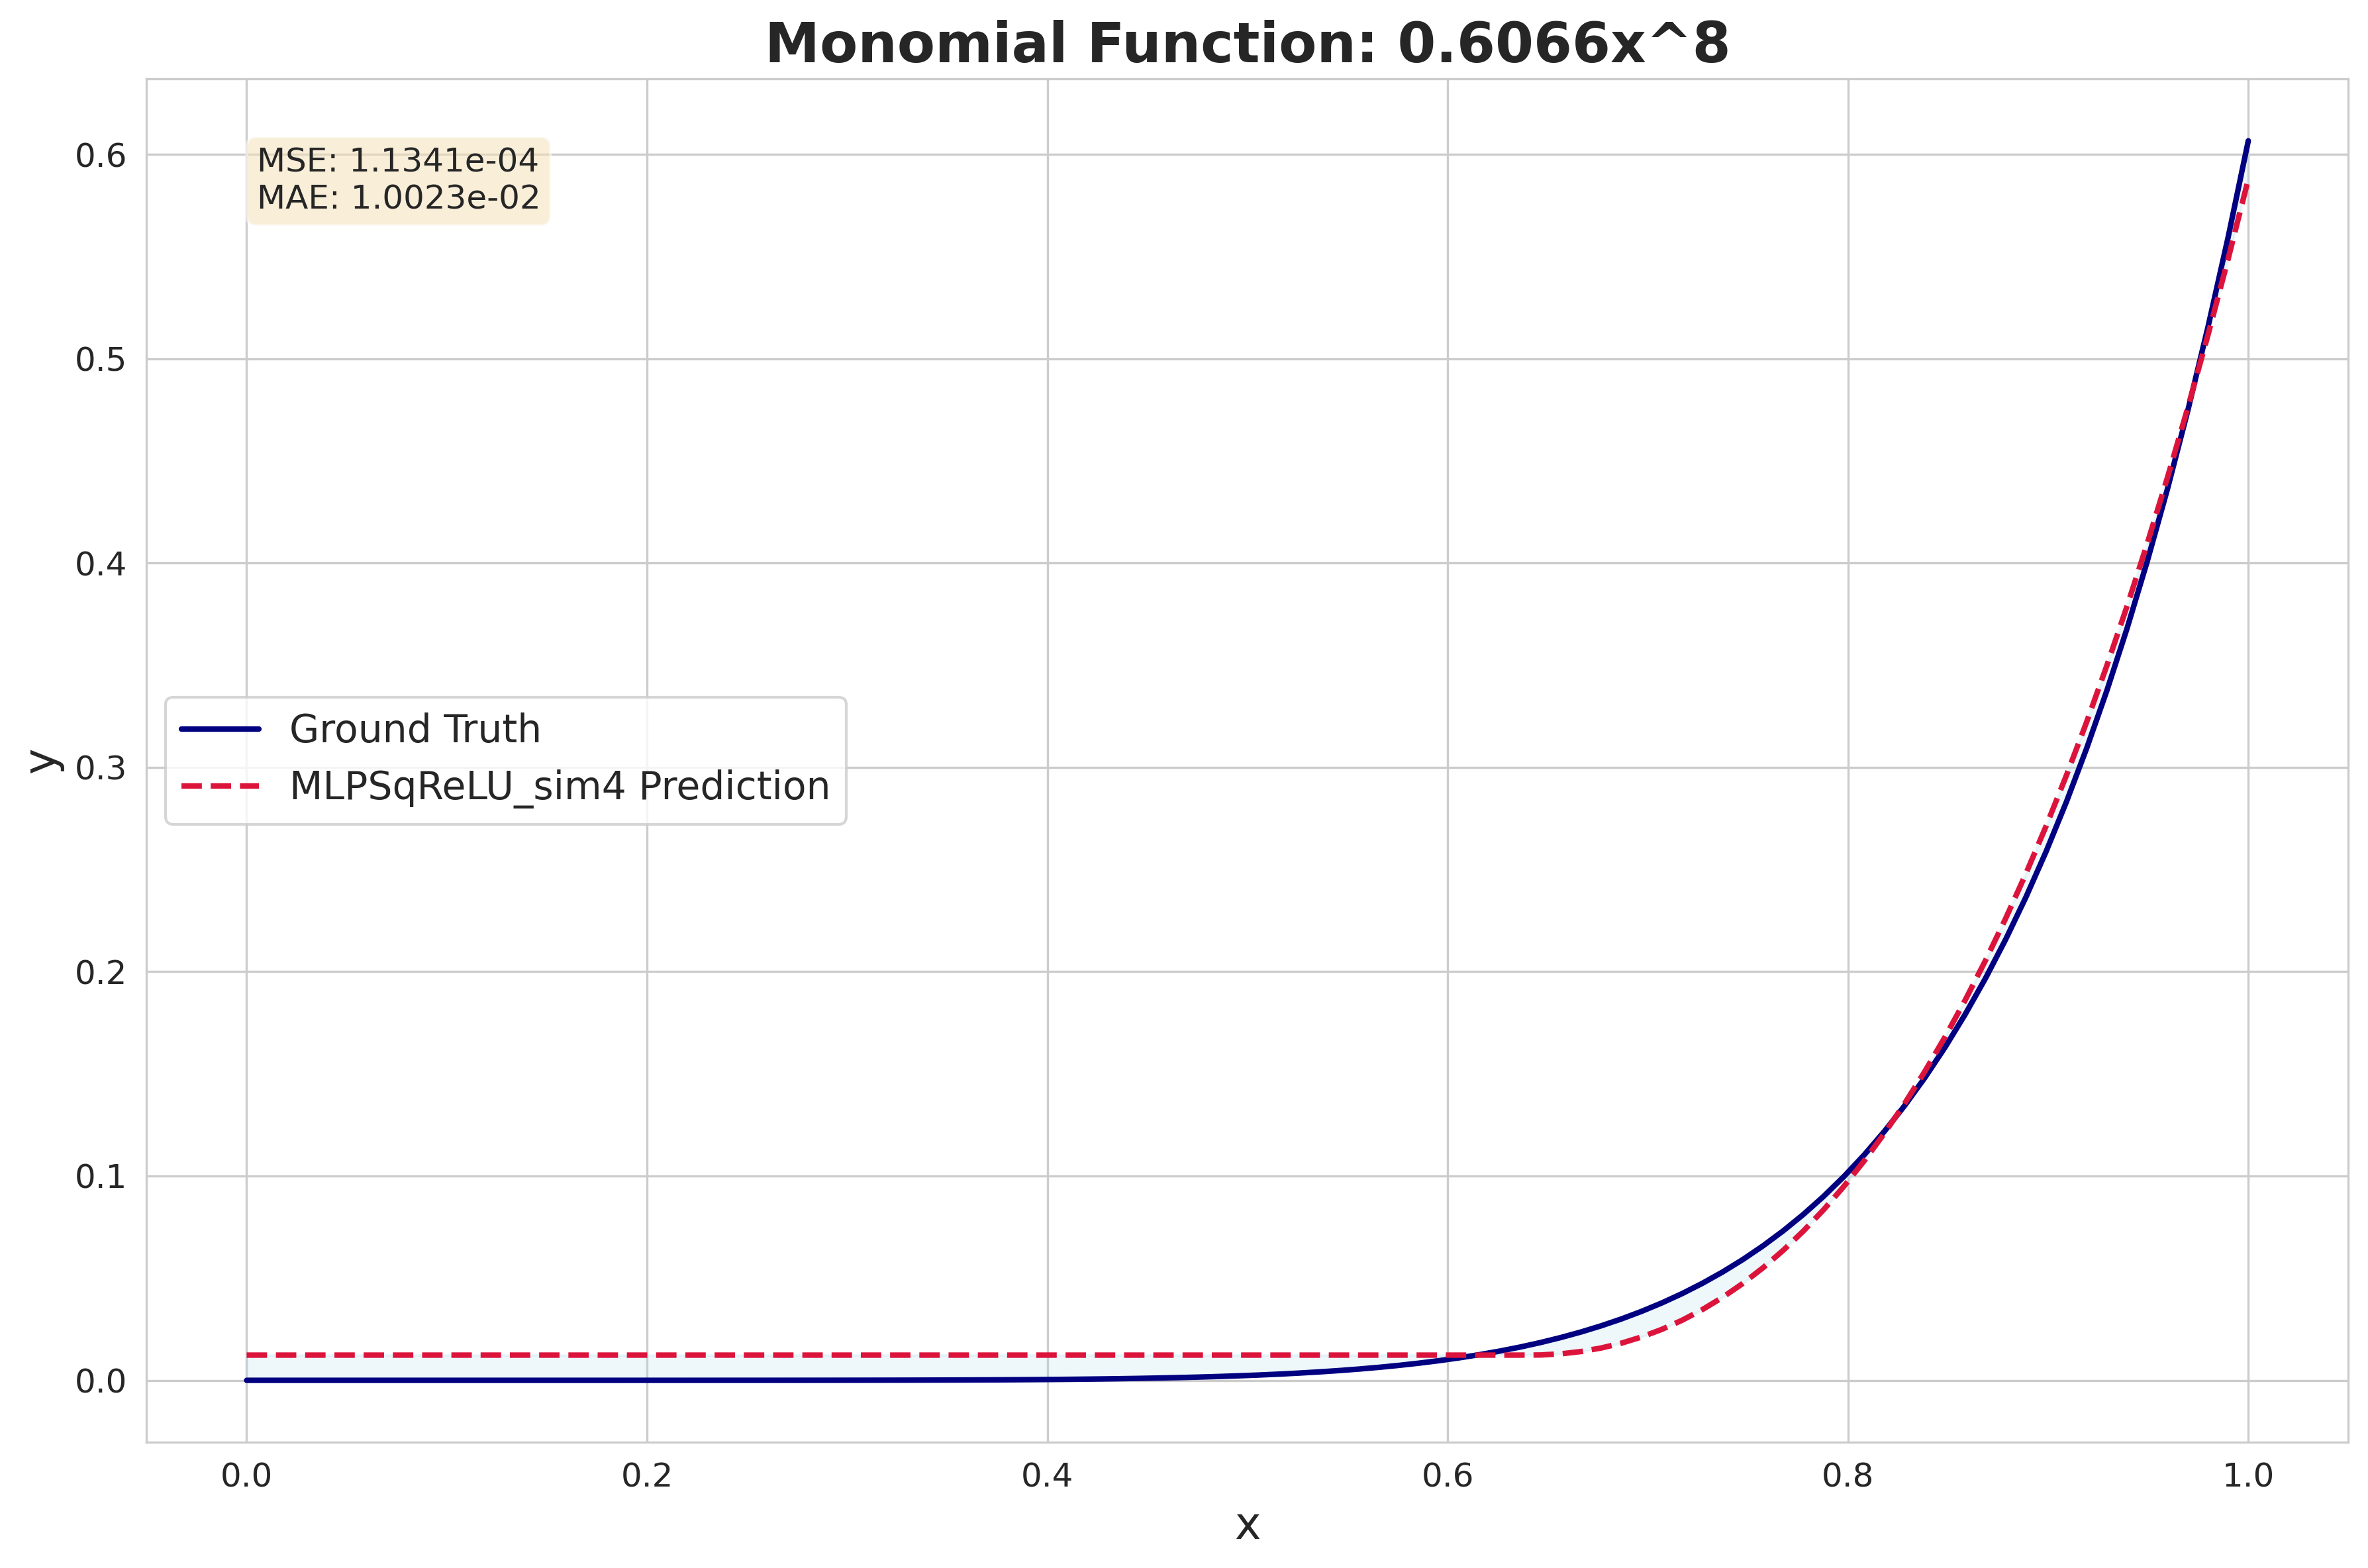 Monomial Function: 0.6066x^8
MSE: 1.1341e-04
MAE: 1.0023e-02
Ground Truth
MLPSqReLU_sim4 Prediction
y
0.6
0.5
0.4
0.3
0.2
0.1
0.0
0.0 0.2 0.4 0.6 0.8 1.0
x